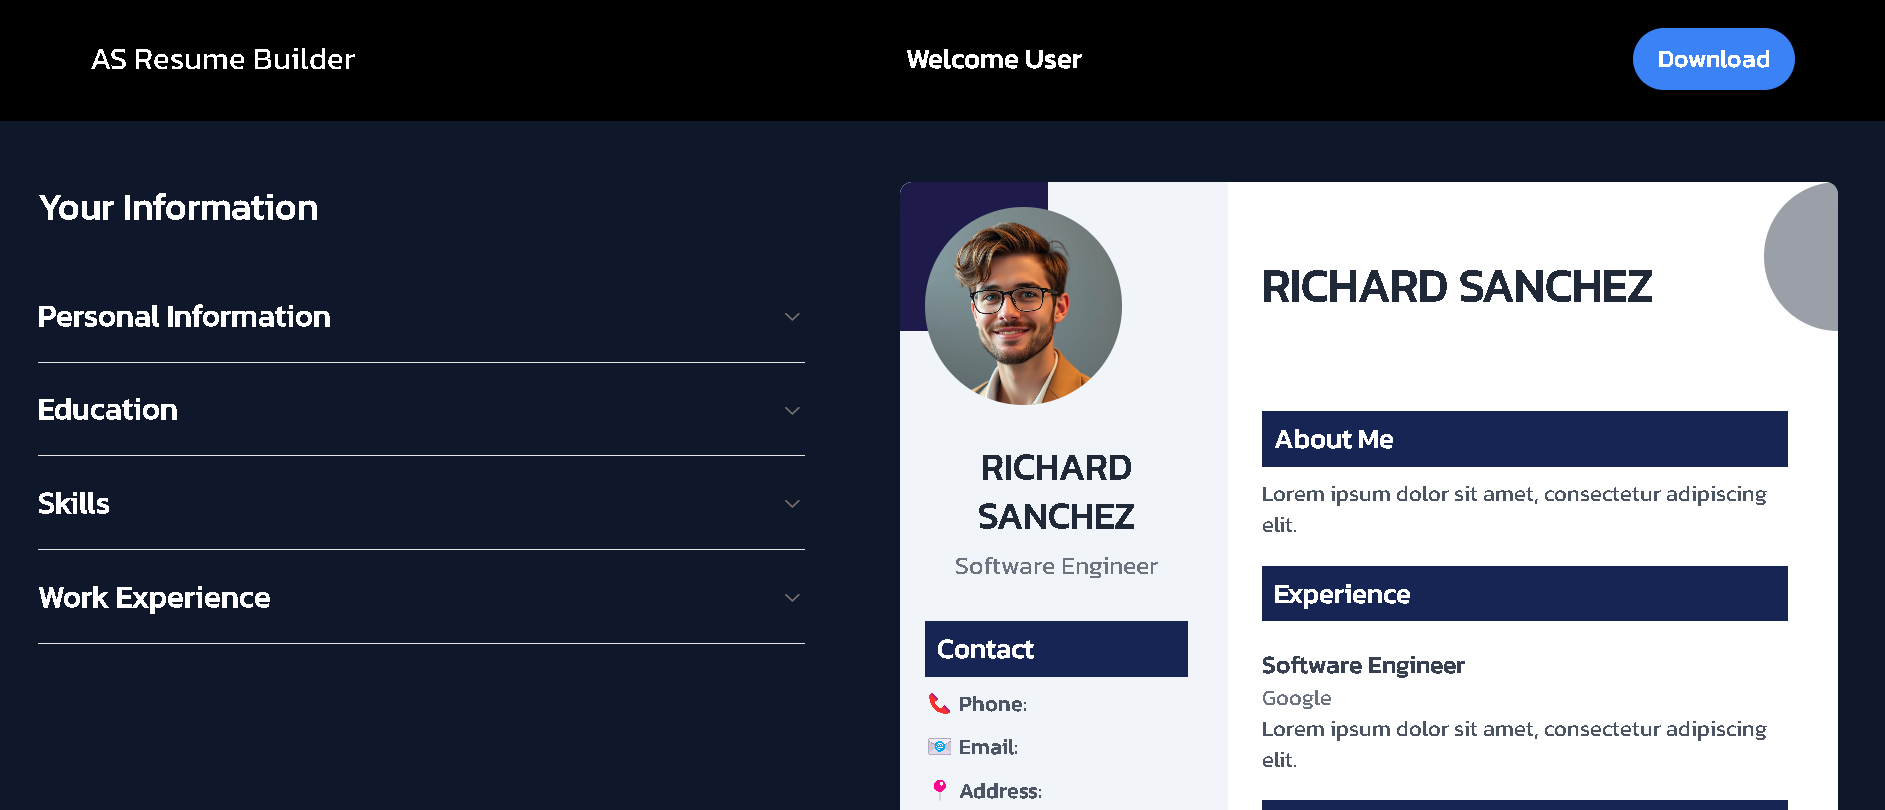 AS Resume Builder
Welcome User
Download
Your Information
Personal Information
Education
Skills
Work Experience
RICHARD
SANCHEZ
Software Engineer
Contact
Phone:
Email:
Address:
RICHARD SANCHEZ
About Me
Lorem ipsum dolor sit amet, consectetur adipiscing
elit.
Experience
Software Engineer
Google
Lorem ipsum dolor sit amet, consectetur adipiscing
elit.